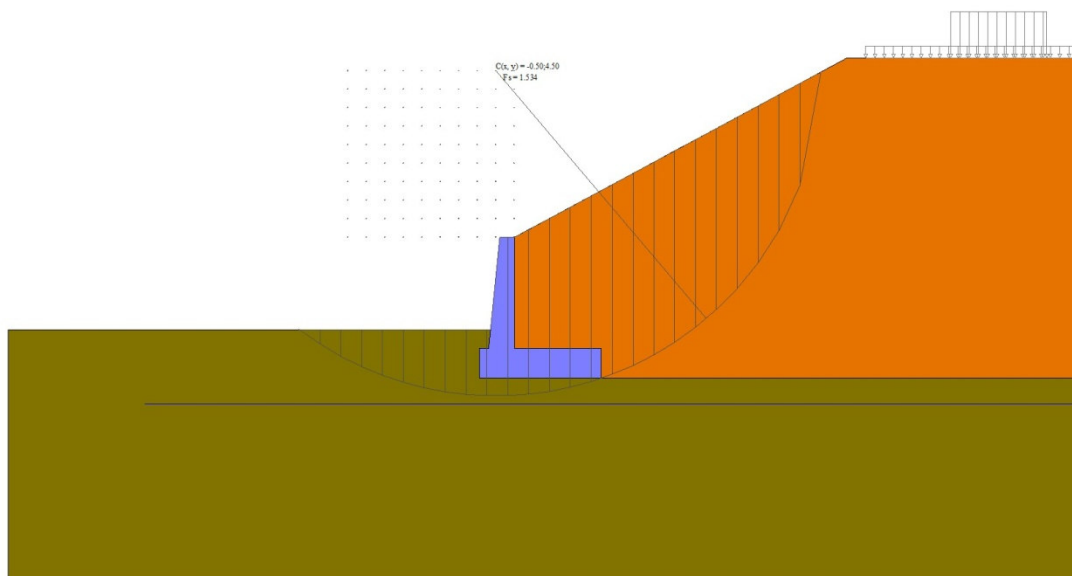 C(x, y) = -0.50;4.50
Fs = 1.534